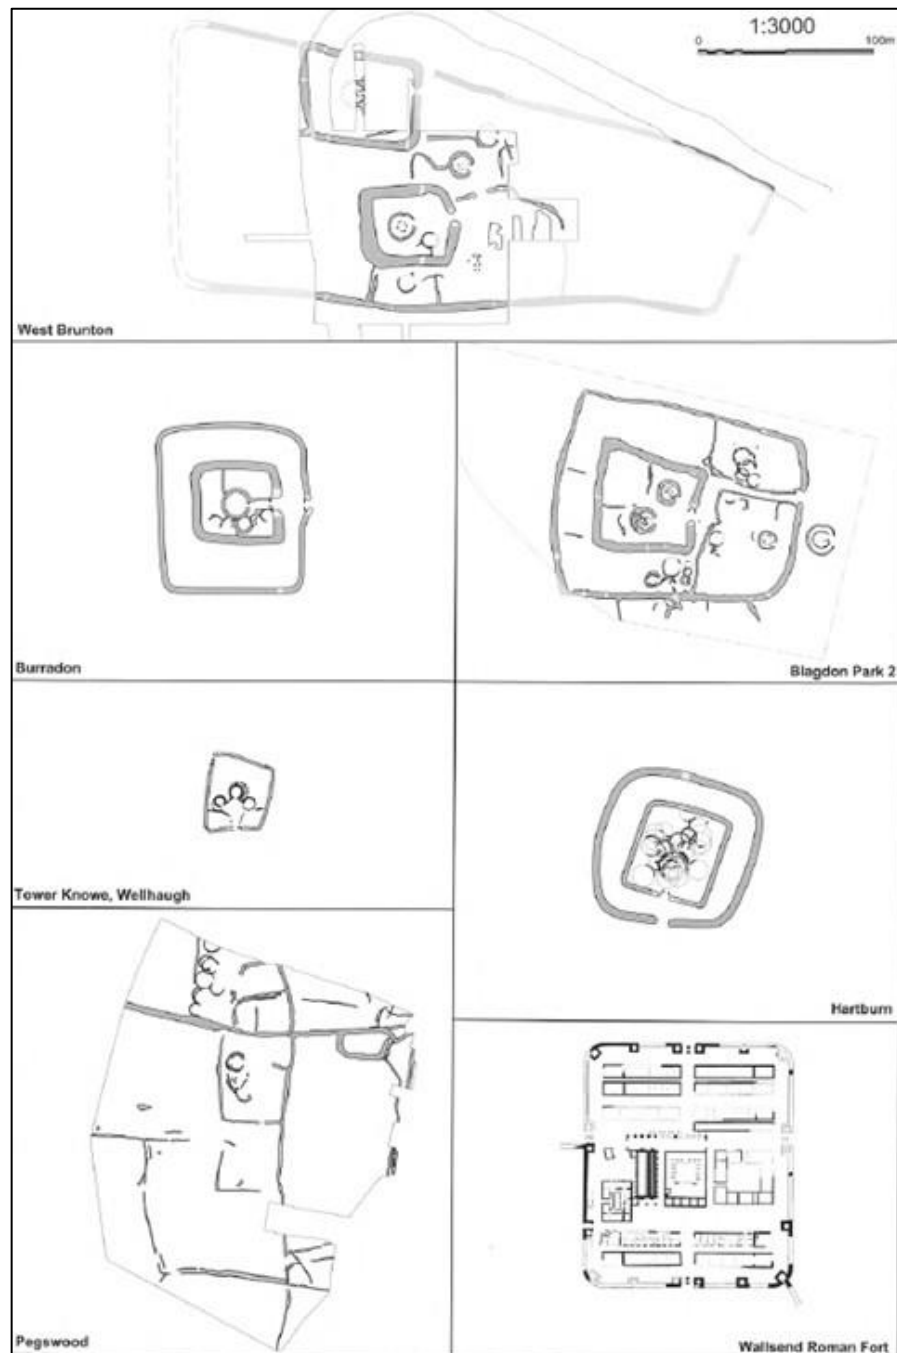 1:3000
0 100m
West Brunton
Burradon
Blagdon Park 2
Tower Knowe, Wellhaugh
Hartburn
Pegswood
Wallsend Roman Fort